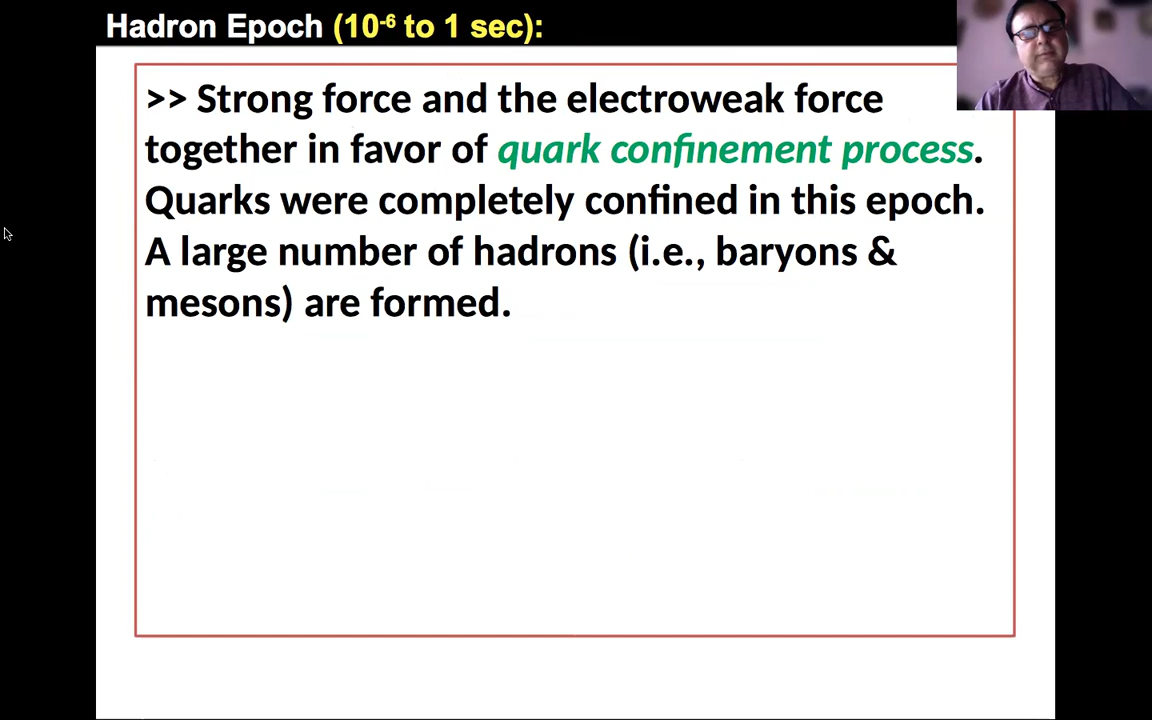 Hadron Epoch (10⁻⁶ to 1 sec):
>> Strong force and the electroweak force
together in favor of quark confinement process.
Quarks were completely confined in this epoch.
A large number of hadrons (i.e., baryons &
mesons) are formed.